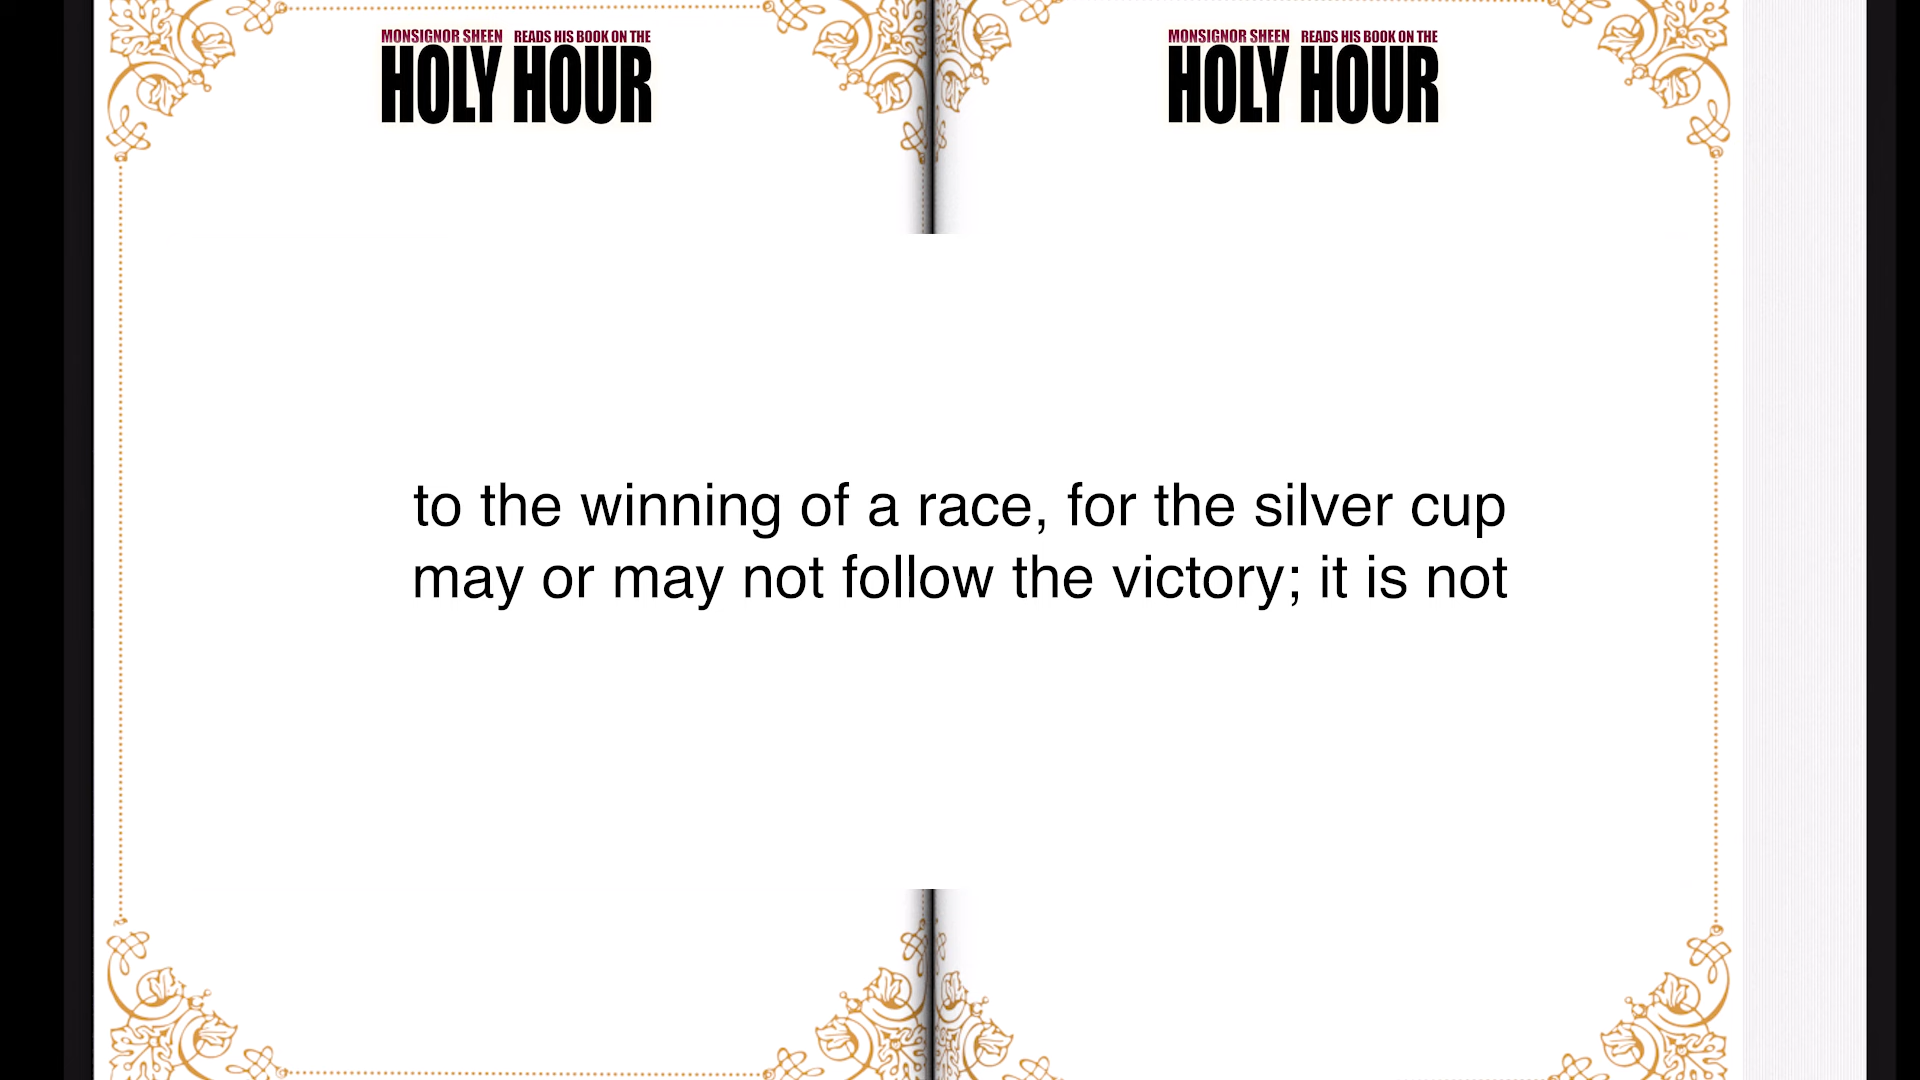 MONSIGNOR SHEEN READS HIS BOOK ON THE
HOLY HOUR
MONSIGNOR SHEEN READS HIS BOOK ON THE
HOLY HOUR
to the winning of a race, for the silver cup
may or may not follow the victory; it is not